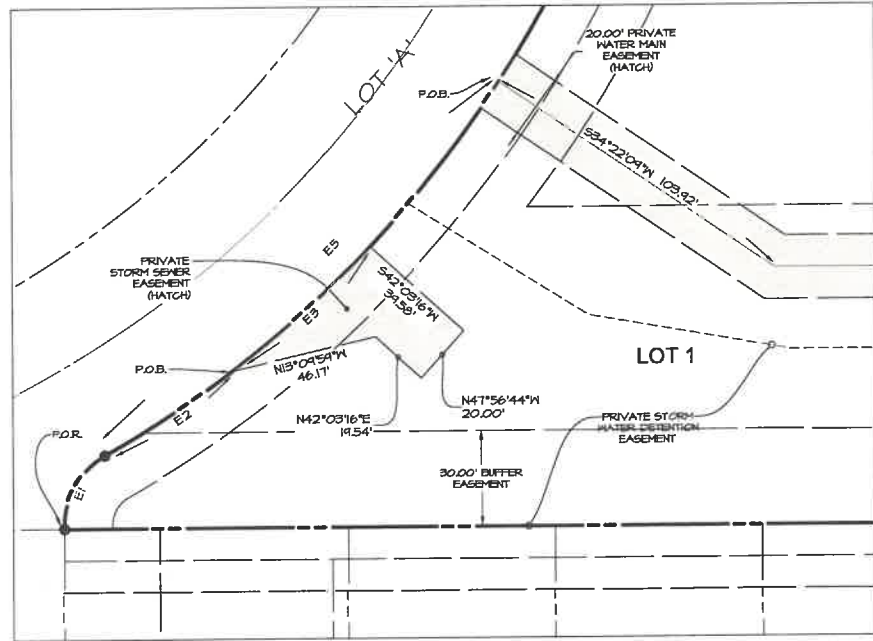 20.00' PRIVATE
WATER MAIN
EASEMENT
(HATCH)
LOT 'A'
P.O.B.
S34°22'09"W 103.92'
E5
PRIVATE
STORM SEWER
EASEMENT
(HATCH)
S42°03'16"W
39.58'
E3
LOT 1
P.O.B.
N13°09'59"W
46.17'
N47°56'44"W
20.00'
E2
N42°03'16"E
19.54'
PRIVATE STORM
WATER DETENTION
EASEMENT
P.O.R.
30.00' BUFFER
EASEMENT
E1